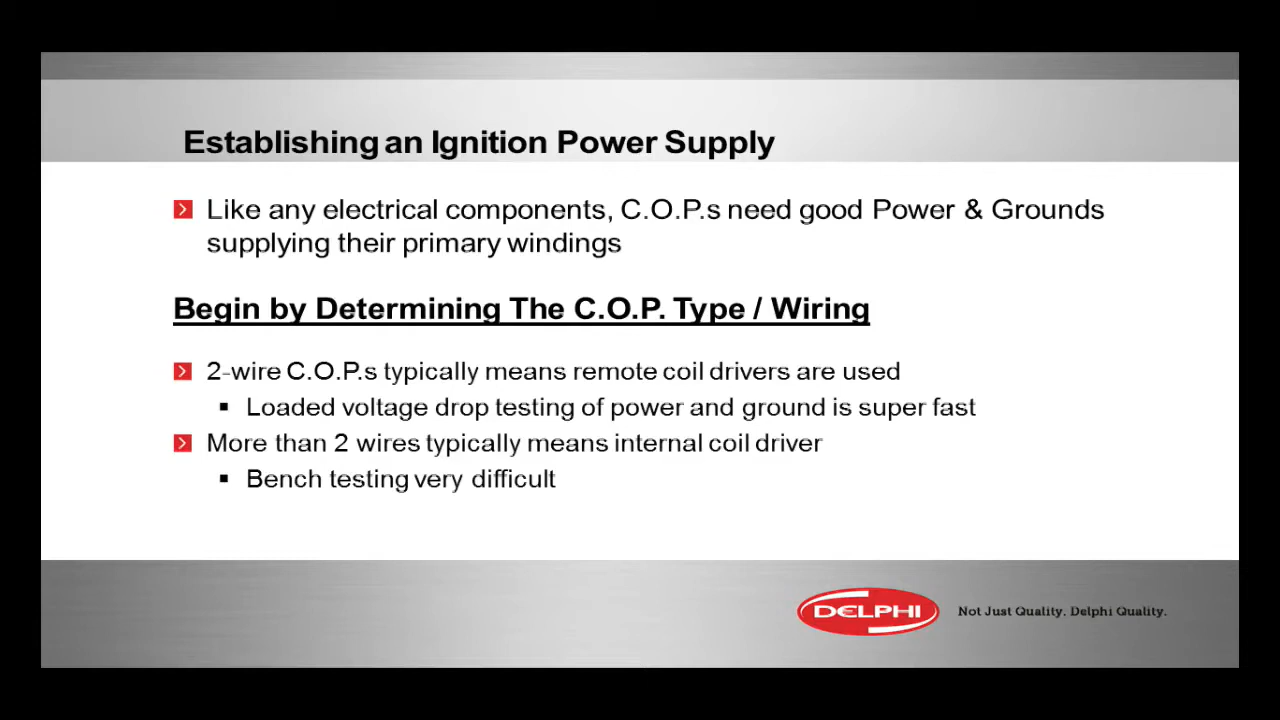 Establishing an Ignition Power Supply
Like any electrical components, C.O.P.s need good Power & Grounds
supplying their primary windings
Begin by Determining The C.O.P. Type / Wiring
2-wire C.O.P.s typically means remote coil drivers are used
Loaded voltage drop testing of power and ground is super fast
More than 2 wires typically means internal coil driver
Bench testing very difficult
DELPHI
Not Just Quality. Delphi Quality.